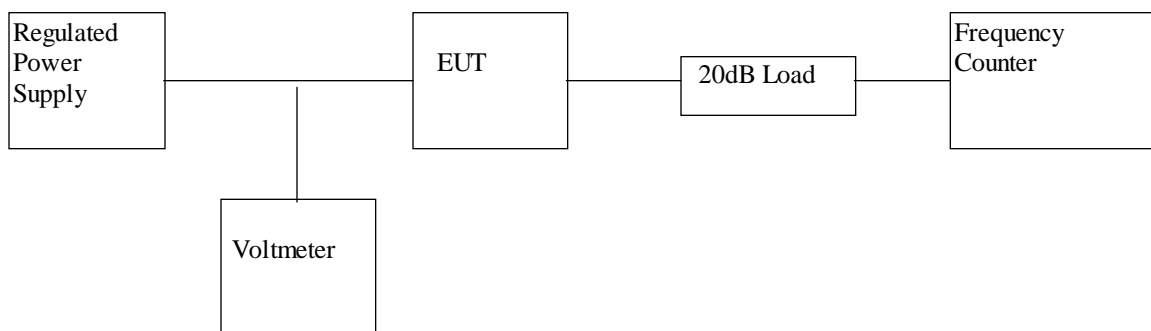 Regulated
Power
Supply
EUT
20dB Load
Frequency
Counter
Voltmeter